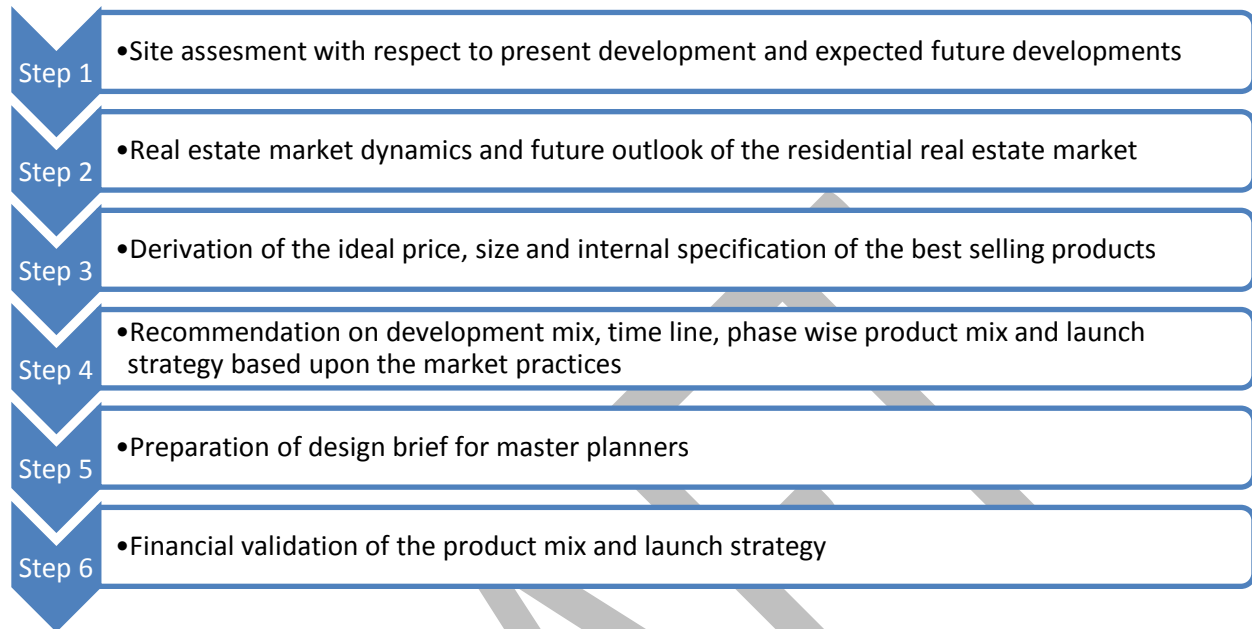 Step 1
•Site assesment with respect to present development and expected future developments
Step 2
•Real estate market dynamics and future outlook of the residential real estate market
Step 3
•Derivation of the ideal price, size and internal specification of the best selling products
Step 4
•Recommendation on development mix, time line, phase wise product mix and launch
strategy based upon the market practices
Step 5
•Preparation of design brief for master planners
Step 6
•Financial validation of the product mix and launch strategy